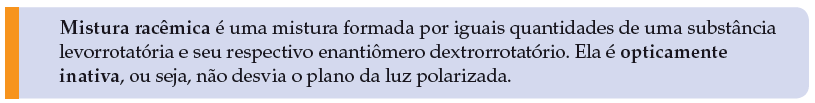 Mistura racêmica é uma mistura formada por iguais quantidades de uma substância
levorrotatória e seu respectivo enantiômero dextrorrotatório. Ela é opticamente
inativa, ou seja, não desvia o plano da luz polarizada.